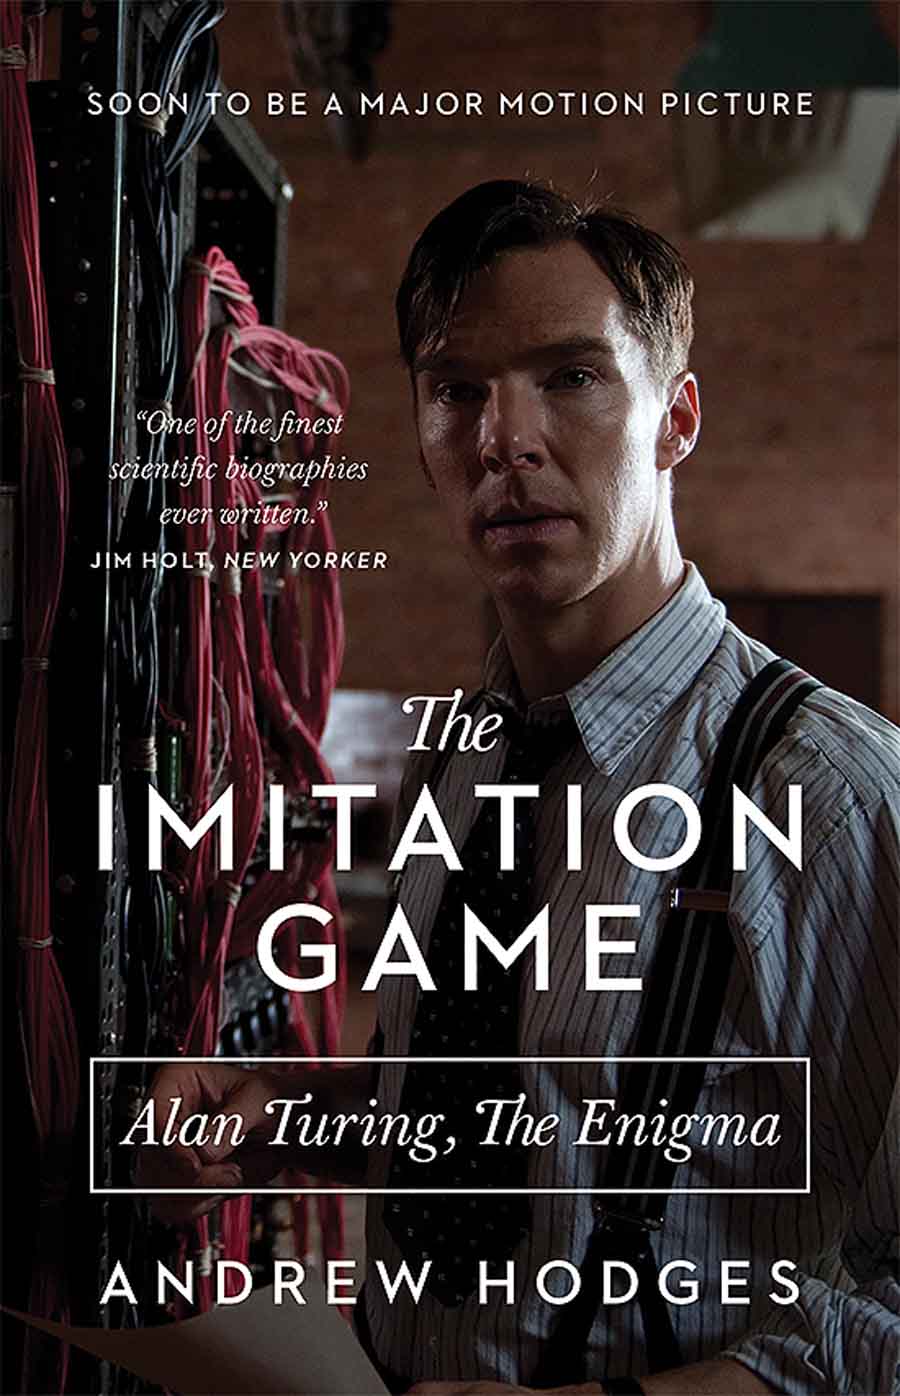 SOON TO BE A MAJOR MOTION PICTURE
“One of the finest
scientific biographies
ever written.”
JIM HOLT, NEW YORKER
The
IMITATION
GAME
Alan Turing, The Enigma
ANDREW HODGES